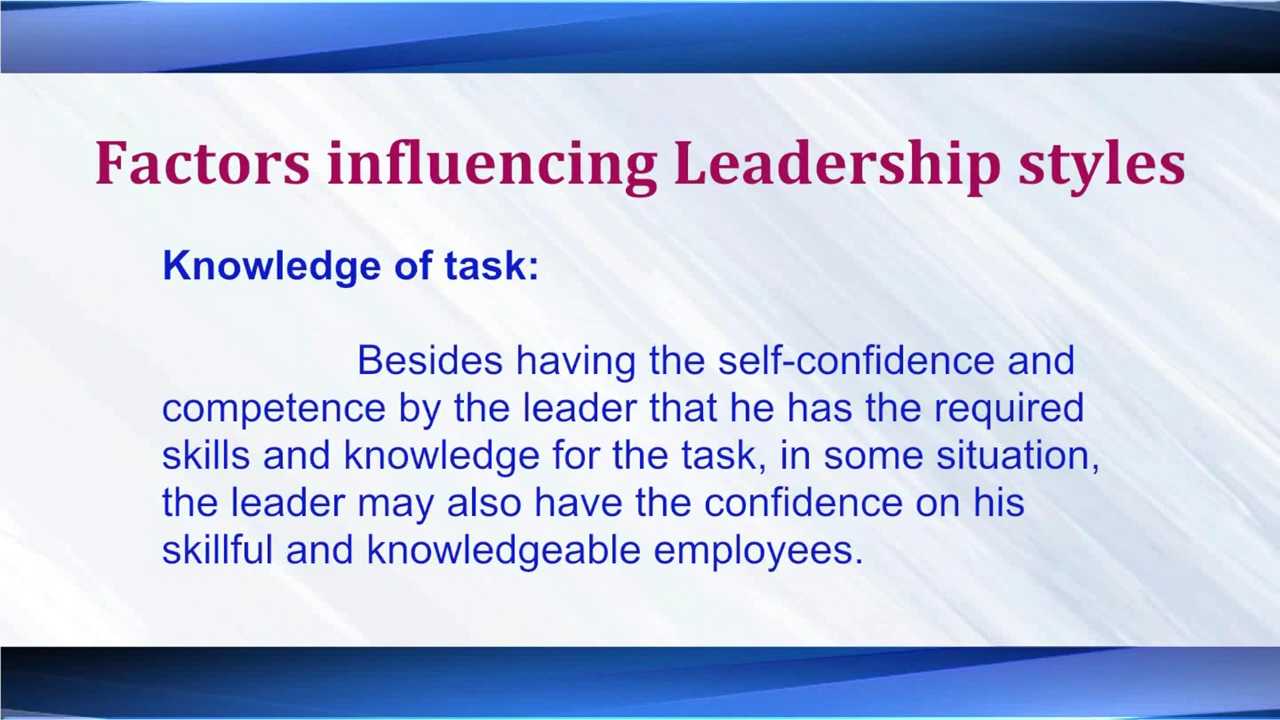 Factors influencing Leadership styles
Knowledge of task:
Besides having the self-confidence and
competence by the leader that he has the required
skills and knowledge for the task, in some situation,
the leader may also have the confidence on his
skillful and knowledgeable employees.